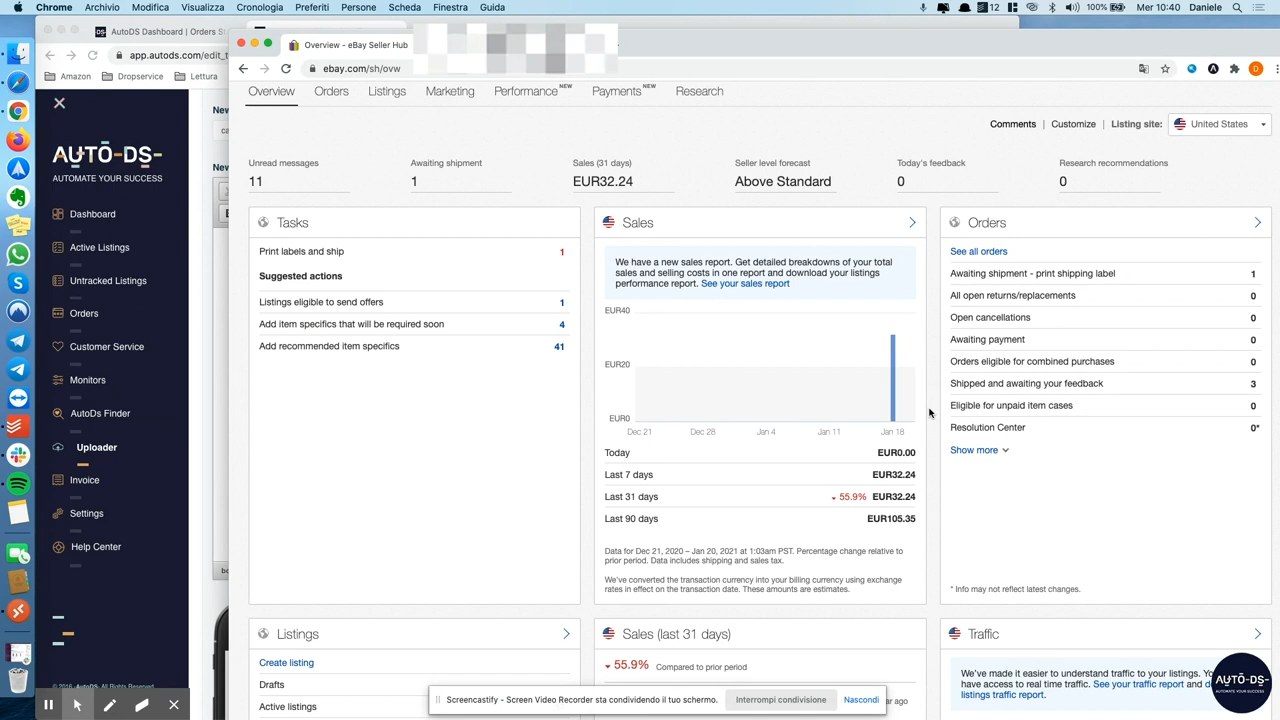 Chrome
Cronologia
Preferiti
Persone
Scheda
Finestra
Guida
12
100%
Mer 10:40
Daniele
DS
AutoDS Dashboard | Orders
Overview - eBay Seller Hub
app.autods.com/edit_t
ebay.com/sh/ovw
Amazon
Dropservice
Lettura
Overview
Orders
Listings
Marketing
Performance NEW
Payments NEW
Research
Comments | Customize | Listing site: United States
AUTO-DS
AUTOMATE YOUR SUCCESS
Dashboard
Active Listings
Untracked Listings
Orders
Customer Service
Monitors
AutoDs Finder
Uploader
Invoice
Settings
Help Center
© 2016 AutoDS. All Rights Reserved
Unread messages
11
Awaiting shipment
1
Sales (31 days)
EUR32.24
Seller level forecast
Above Standard
Today's feedback
0
Research recommendations
0
Tasks
Print labels and ship 1
Suggested actions
Listings eligible to send offers 1
Add item specifics that will be required soon 4
Add recommended item specifics 41
Sales
We have a new sales report. Get detailed breakdowns of your total
sales and selling costs in one report and download your listings
performance report. See your sales report
EUR40
EUR20
EUR0
Dec 21 Dec 28 Jan 4 Jan 11 Jan 18
Today EUR0.00
Last 7 days EUR32.24
Last 31 days 55.9% EUR32.24
Last 90 days EUR105.35
Data for Dec 21, 2020 – Jan 20, 2021 at 1:03am PST. Percentage change relative to
prior period. Data includes shipping and sales tax.
We've converted the transaction currency into your billing currency using exchange
rates in effect on the transaction date. These amounts are estimates.
Orders
See all orders
Awaiting shipment - print shipping label 1
All open returns/replacements 0
Open cancellations 0
Awaiting payment 0
Orders eligible for combined purchases 0
Shipped and awaiting your feedback 3
Eligible for unpaid item cases 0
Resolution Center 0*
Show more
* Info may not reflect latest changes.
Listings
Create listing
Drafts
Active listings
Sales (last 31 days)
55.9% Compared to prior period
ar ago
Traffic
We've made it easier to understand traffic to your listings.
have access to real time traffic. See your traffic report and
listings traffic report.
Screencastify - Screen Video Recorder sta condividendo il tuo schermo.
Interrompi condivisione
Nascondi
AUTO-DS
AUTOMATE YOUR SUCCESS